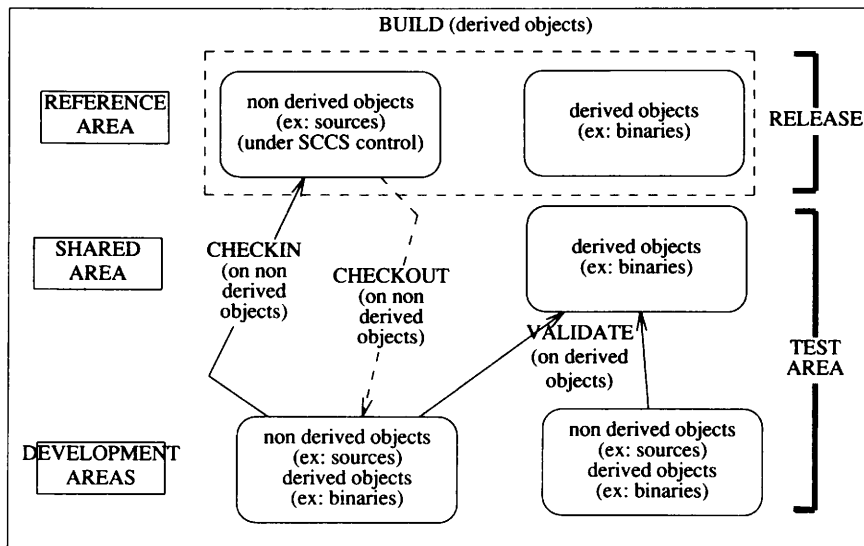 BUILD (derived objects)
REFERENCE
AREA
non derived objects
(ex: sources)
(under SCCS control)
derived objects
(ex: binaries)
RELEASE
SHARED
AREA
CHECKIN
(on non
derived
objects)
CHECKOUT
(on non
derived
objects)
derived objects
(ex: binaries)
VALIDATE
(on derived
objects)
TEST
AREA
DEVELOPMENT
AREAS
non derived objects
(ex: sources)
derived objects
(ex: binaries)
non derived objects
(ex: sources)
derived objects
(ex: binaries)